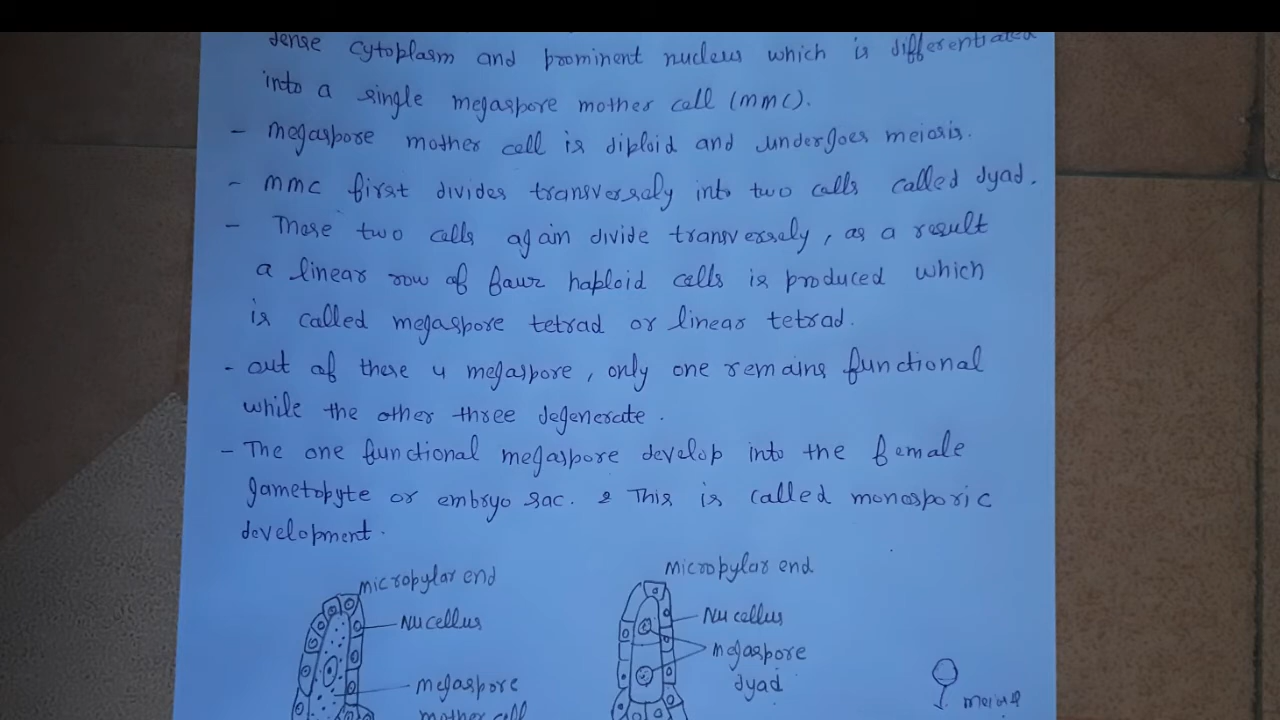 dense cytoplasm and prominent nucleus which is differentiated
into a single megaspore mother cell (mmc).
- megaspore mother cell is diploid and undergoes meiosis.
- mmc first divides transversely into two cells called dyad.
- These two cells again divide transversely, as a result
a linear row of four haploid cells is produced which
is called megaspore tetrad or linear tetrad.
- out of these 4 megaspore, only one remains functional
while the other three degenerate.
- The one functional megaspore develop into the female
gametopyte or embryo sac. & This is called monosporic
development.
micropylar end
Nucellus
megaspore
mother cell
micropylar end
Nucellus
megaspore
dyad
meiosis